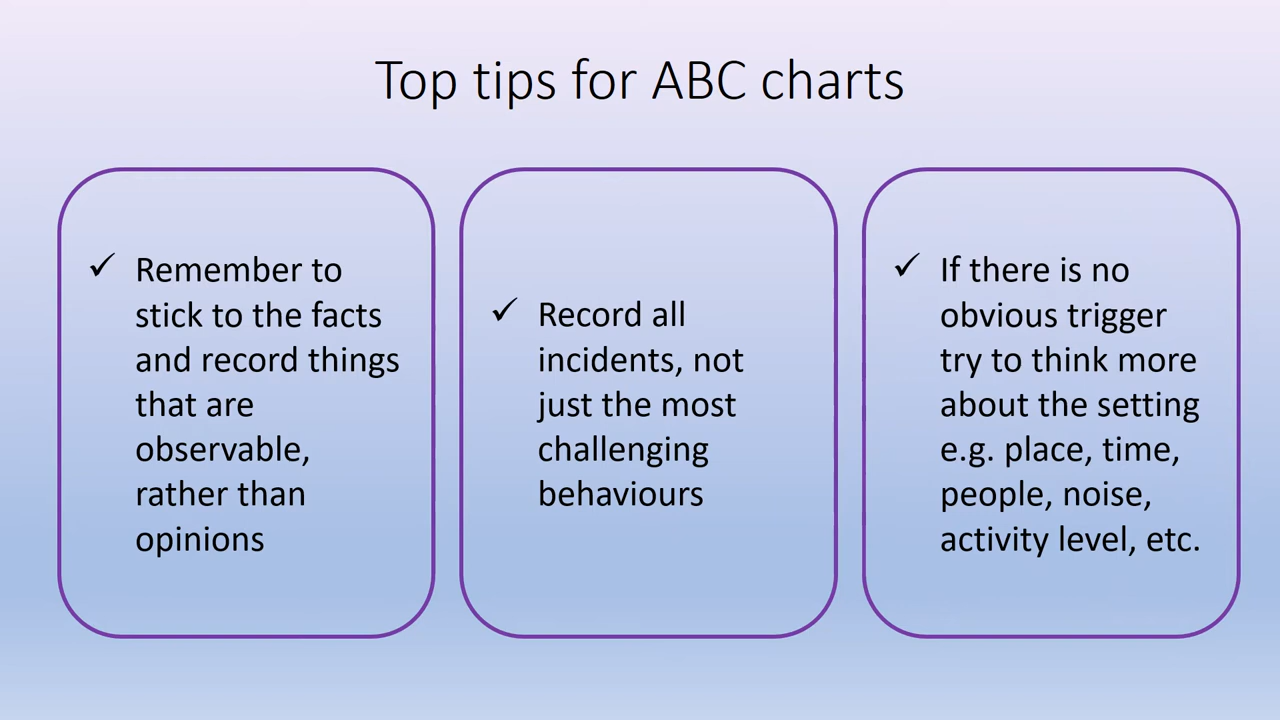 Top tips for ABC charts
✓ Remember to
stick to the facts
and record things
that are
observable,
rather than
opinions
✓ Record all
incidents, not
just the most
challenging
behaviours
✓ If there is no
obvious trigger
try to think more
about the setting
e.g. place, time,
people, noise,
activity level, etc.